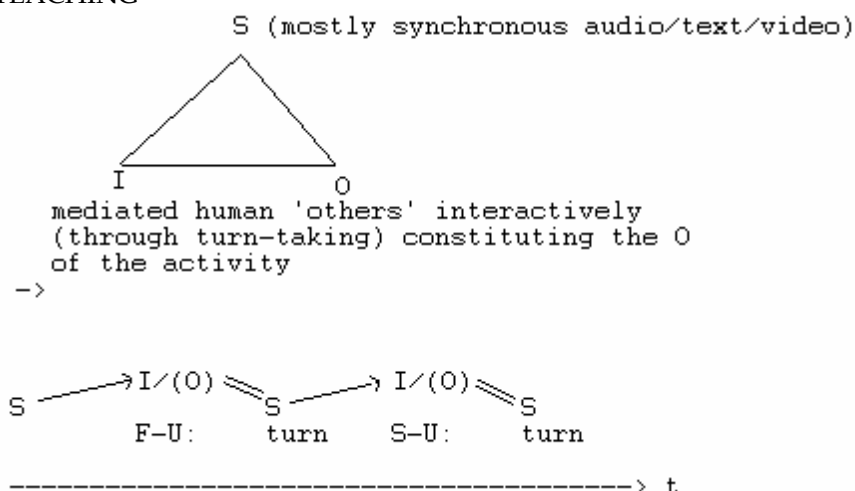 TEACHING
S (mostly synchronous audio/text/video)
I O
mediated human 'others' interactively
(through turn-taking) constituting the O
of the activity
->
S I/(O) S I/(O) S
F-U: turn S-U: turn
t